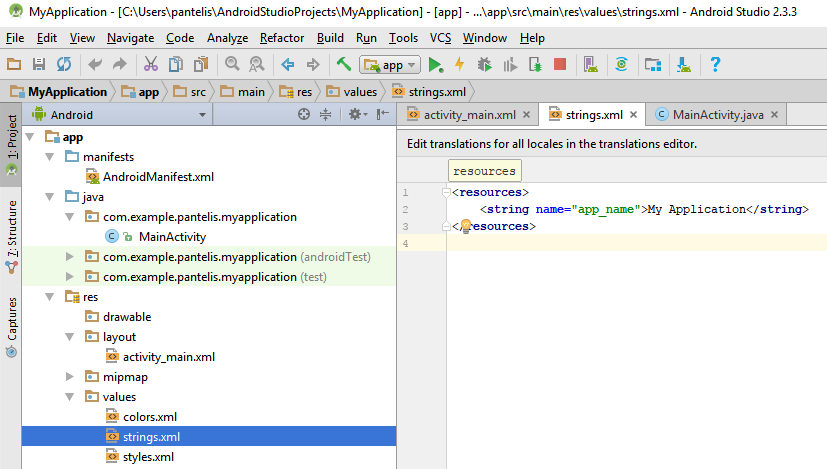 MyApplication - [C:\Users\pantelis\AndroidStudioProjects\MyApplication] - [app] - ...\app\src\main\res\values\strings.xml - Android Studio 2.3.3
File Edit View Navigate Code Analyze Refactor Build Run Tools VCS Window Help
app
MyApplication app src main res values strings.xml
1: Project
7: Structure
Captures
Android
app
manifests
AndroidManifest.xml
java
com.example.pantelis.myapplication
MainActivity
com.example.pantelis.myapplication (androidTest)
com.example.pantelis.myapplication (test)
res
drawable
layout
activity_main.xml
mipmap
values
colors.xml
strings.xml
styles.xml
activity_main.xml strings.xml MainActivity.java
Edit translations for all locales in the translations editor.
resources
1 <resources>
2 <string name="app_name">My Application</string>
3 </resources>
4